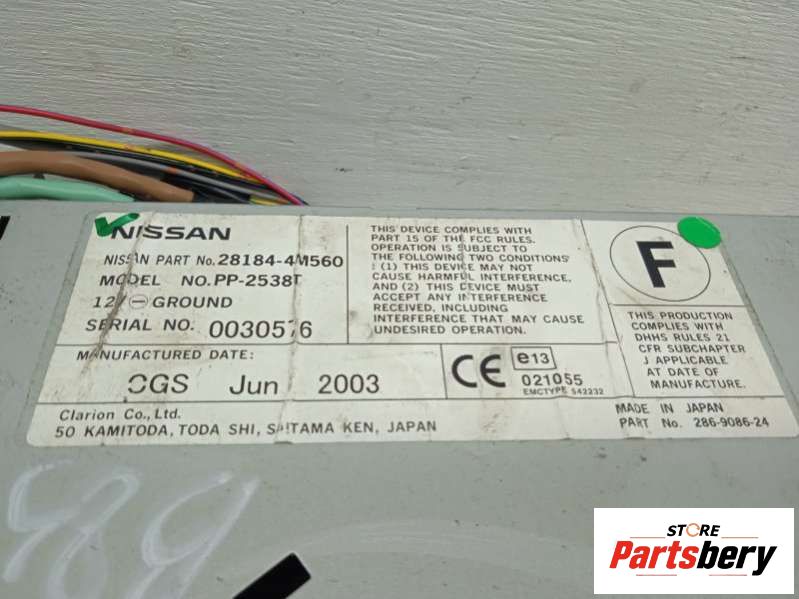 NISSAN
NISSAN PART No. 28184-4M560
MODEL NO. PP-2538T
12V ⊖ GROUND
SERIAL NO. 0030576
MANUFACTURED DATE:
CGS Jun 2003
Clarion Co., Ltd.
50 KAMITODA, TODA SHI, SAITAMA KEN, JAPAN
THIS DEVICE COMPLIES WITH
PART 15 OF THE FCC RULES.
OPERATION IS SUBJECT TO
THE FOLLOWING TWO CONDITIONS
: (1) THIS DEVICE MAY NOT
CAUSE HARMFUL INTERFERENCE,
AND (2) THIS DEVICE MUST
ACCEPT ANY INTERFERENCE
RECEIVED, INCLUDING
INTERFERENCE THAT MAY CAUSE
UNDESIRED OPERATION.
CE
e13
021055
EMCTYPE 542232
F
THIS PRODUCTION
COMPLIES WITH
DHHS RULES 21
CFR SUBCHAPTER
J APPLICABLE
AT DATE OF
MANUFACTURE.
MADE IN JAPAN
PART No. 286-9086-24
STORE
Partsbery